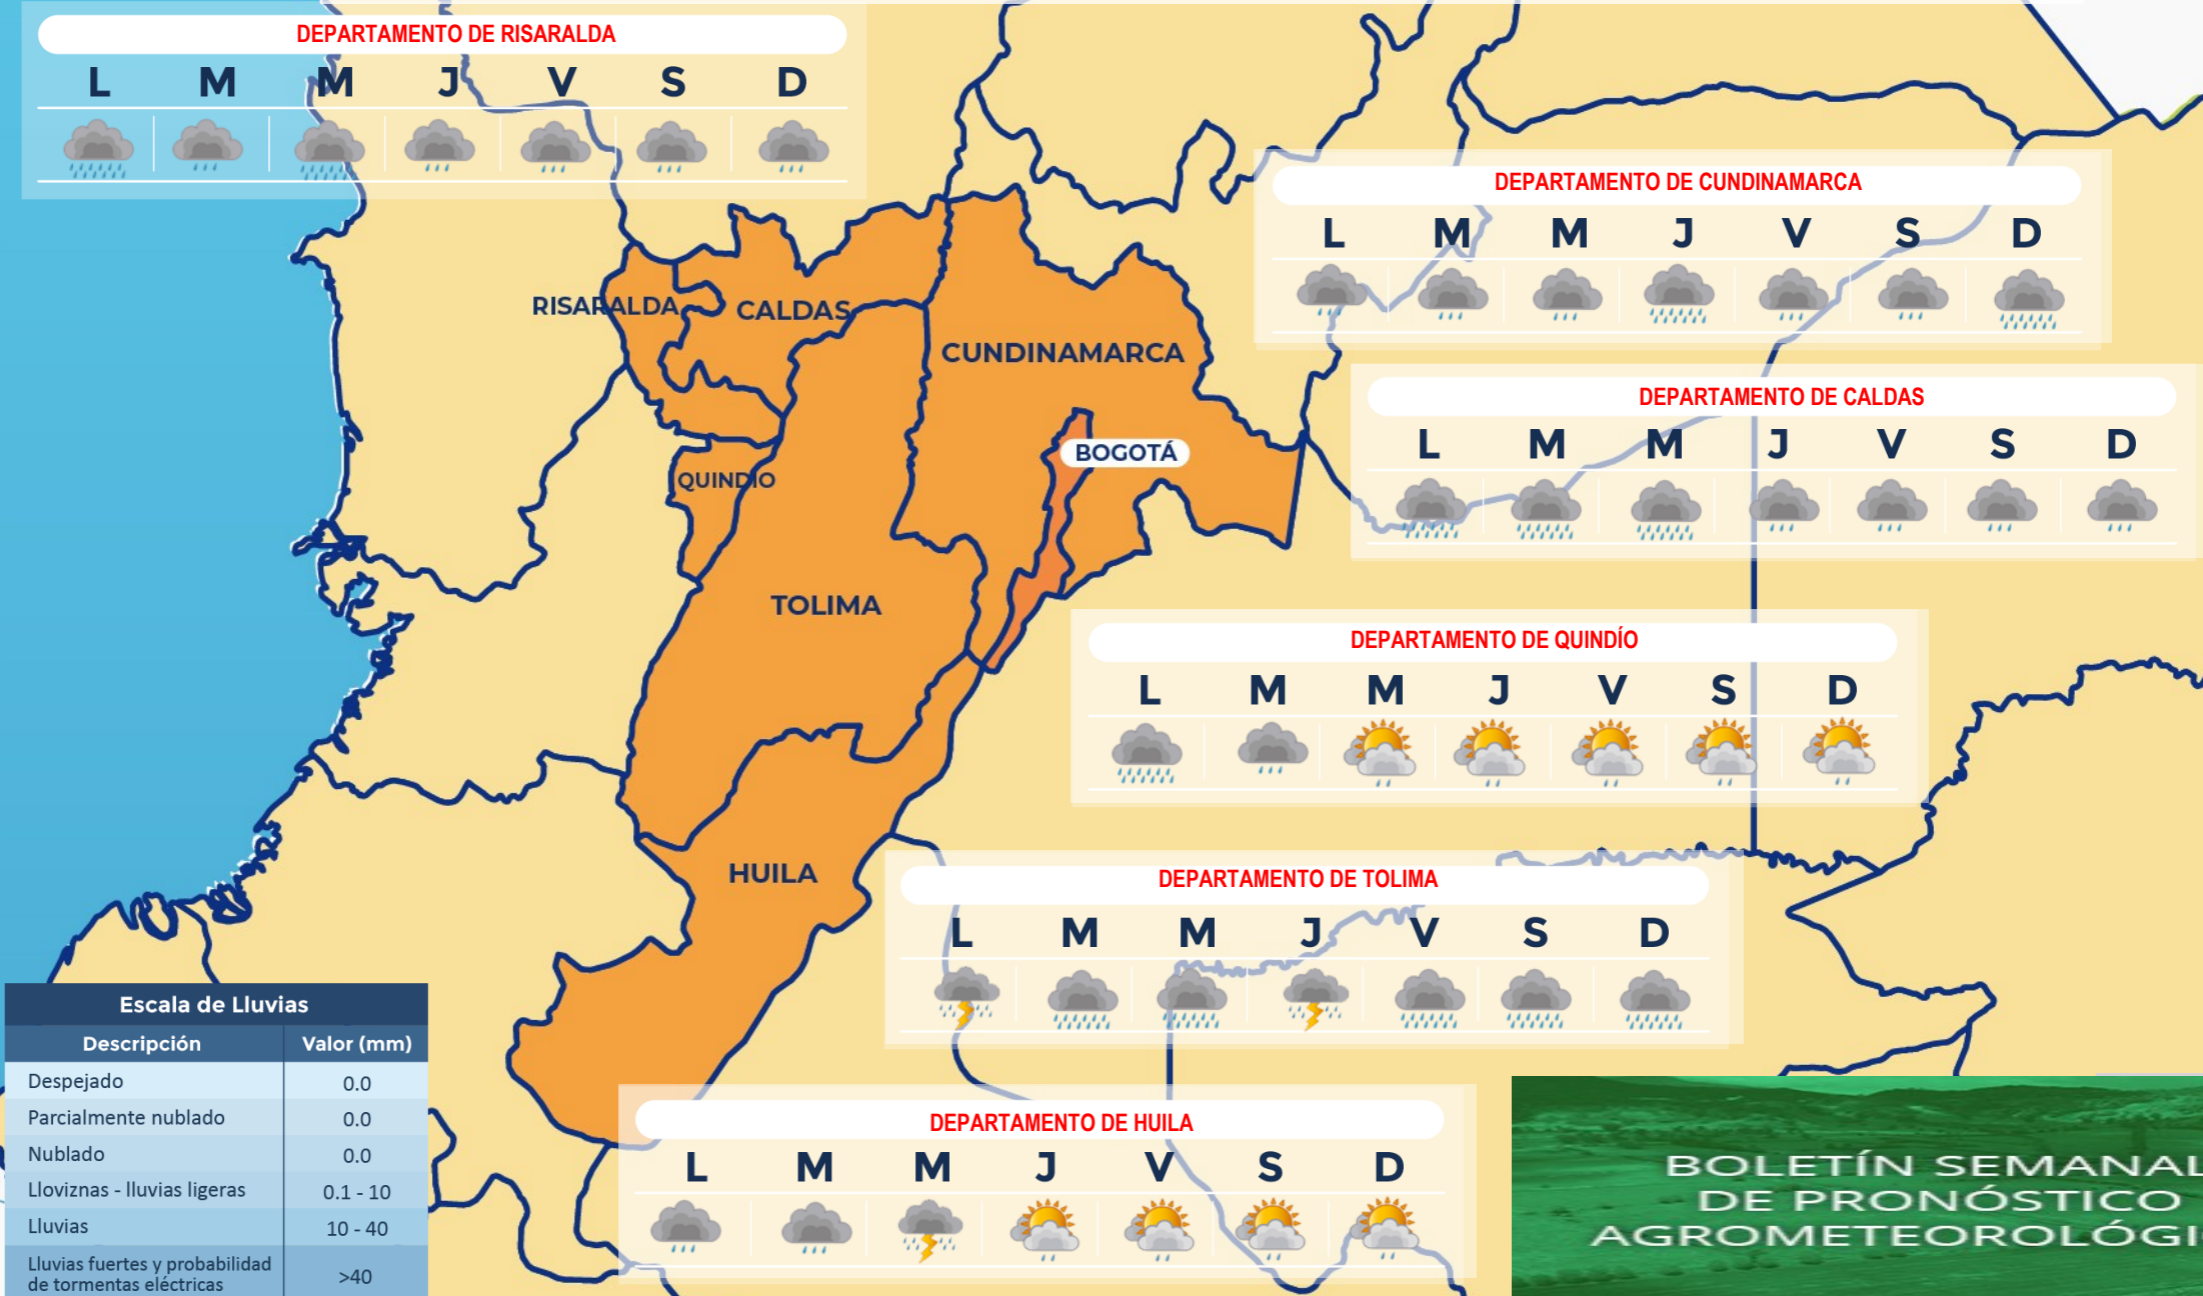 DEPARTAMENTO DE RISARALDA
L M M J V S D
DEPARTAMENTO DE CUNDINAMARCA
L M M J V S D
RISARALDA
CALDAS
CUNDINAMARCA
DEPARTAMENTO DE CALDAS
L M M J V S D
BOGOTÁ
QUINDIO
TOLIMA
DEPARTAMENTO DE QUINDÍO
L M M J V S D
HUILA
DEPARTAMENTO DE TOLIMA
L M M J V S D
Escala de Lluvias
Descripción Valor (mm)
Despejado 0.0
Parcialmente nublado 0.0
Nublado 0.0
Lloviznas - lluvias ligeras 0.1 - 10
Lluvias 10 - 40
Lluvias fuertes y probabilidad
de tormentas eléctricas >40
DEPARTAMENTO DE HUILA
L M M J V S D
BOLETÍN SEMANAL
DE PRONÓSTICO
AGROMETEOROLÓGI